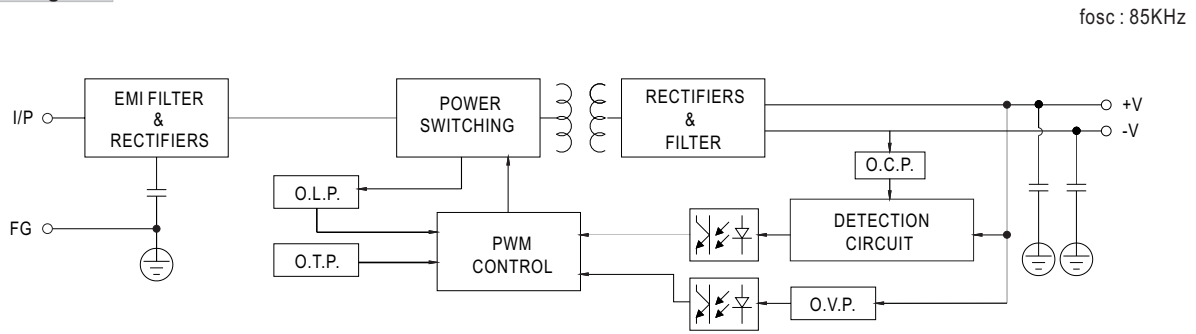 fosc : 85KHz
I/P
EMI FILTER
&
RECTIFIERS
POWER
SWITCHING
RECTIFIERS
&
FILTER
+V
-V
O.C.P.
O.L.P.
FG
DETECTION
CIRCUIT
PWM
CONTROL
O.T.P.
O.V.P.